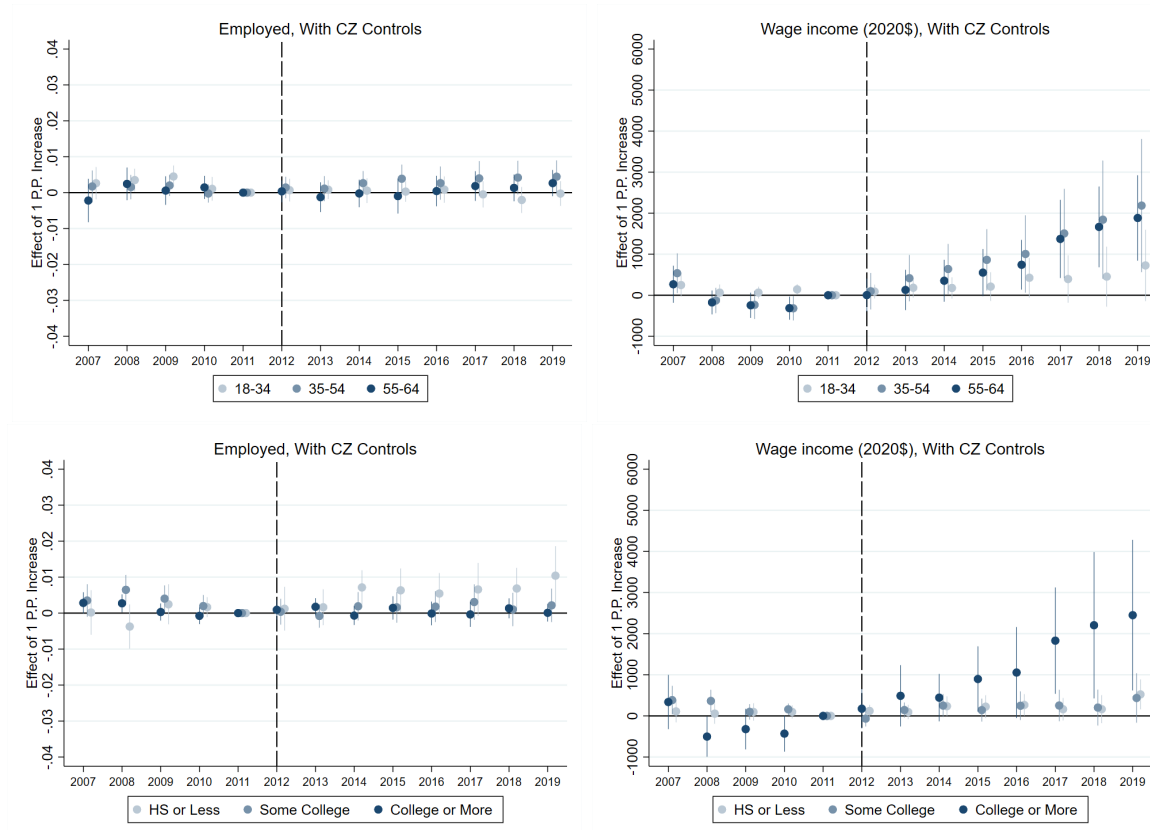 Employed, With CZ Controls
Effect of 1 P.P. Increase
.04
.03
.02
.01
0
-.01
-.02
-.03
-.04
2007 2008 2009 2010 2011 2012 2013 2014 2015 2016 2017 2018 2019
18-34 35-54 55-64
Wage income (2020$), With CZ Controls
Effect of 1 P.P. Increase
6000
5000
4000
3000
2000
1000
0
-1000
2007 2008 2009 2010 2011 2012 2013 2014 2015 2016 2017 2018 2019
18-34 35-54 55-64
Employed, With CZ Controls
Effect of 1 P.P. Increase
.04
.03
.02
.01
0
-.01
-.02
-.03
-.04
2007 2008 2009 2010 2011 2012 2013 2014 2015 2016 2017 2018 2019
HS or Less Some College College or More
Wage income (2020$), With CZ Controls
Effect of 1 P.P. Increase
6000
5000
4000
3000
2000
1000
0
-1000
2007 2008 2009 2010 2011 2012 2013 2014 2015 2016 2017 2018 2019
HS or Less Some College College or More